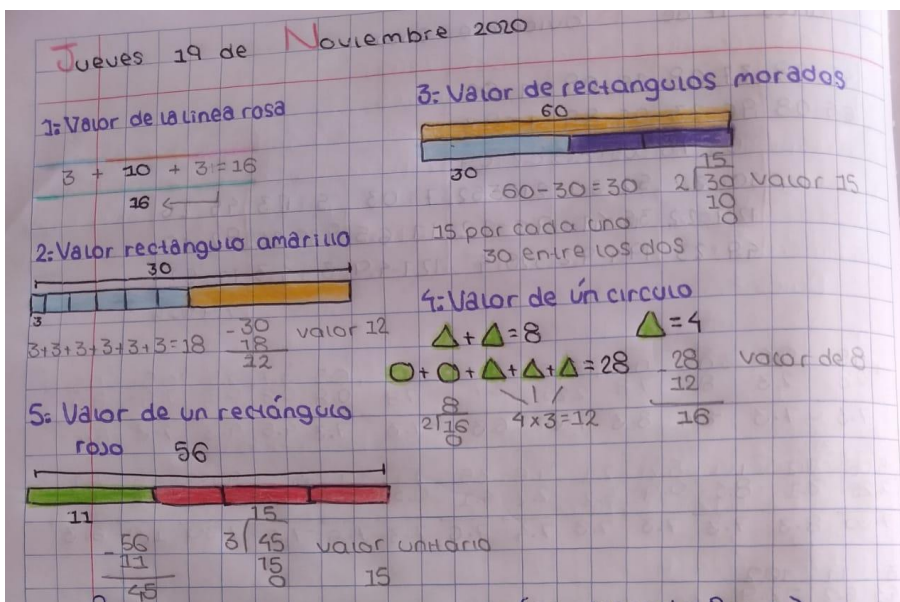 Jueves 19 de Noviembre 2020
1: Valor de la linea rosa
3 + 10 + 3 = 16
16
2: Valor rectangulo amarillo
30
3
3+3+3+3+3+3=18
-30
18
12
valor 12
3: Valor de rectangulos morados
60
30
60-30=30
15
2 30 valor 15
10
0
15 por cada uno
30 entre los dos
4: Valor de ún circulo
+ = 8
= 4
+ + + + = 28
8
2 16
0
4 x 3 = 12
- 28
12
16
valor de 8
5: Valor de un rectángulo
rojo
56
11
- 56
11
45
15
3 45 valor unitario
15
0
15